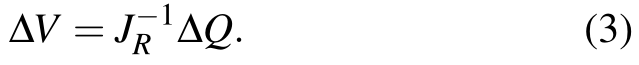 ΔV = J_R^{-1} ΔQ. (3)